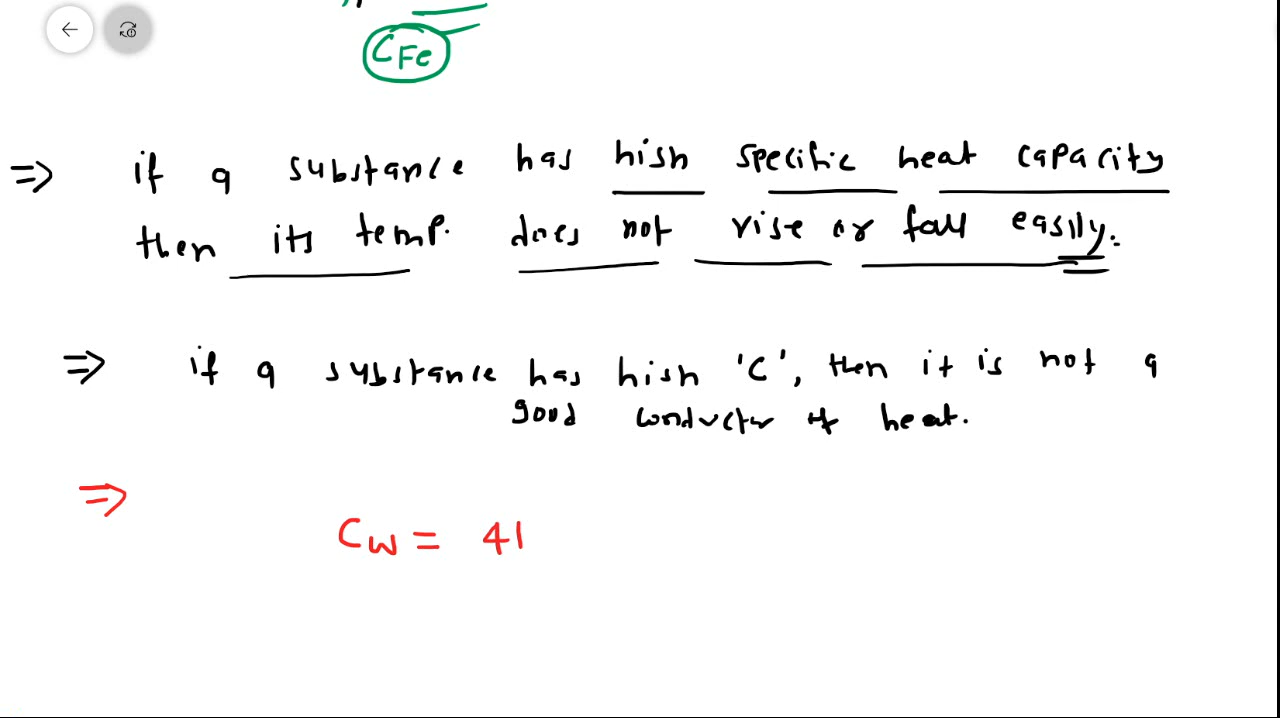 C Fe
⇒ if a substance has high specific heat capacity
then its temp. does not rise or fall easily.
⇒ if a substance has high 'C', then it is not a
good conductor of heat.
⇒
Cw = 41